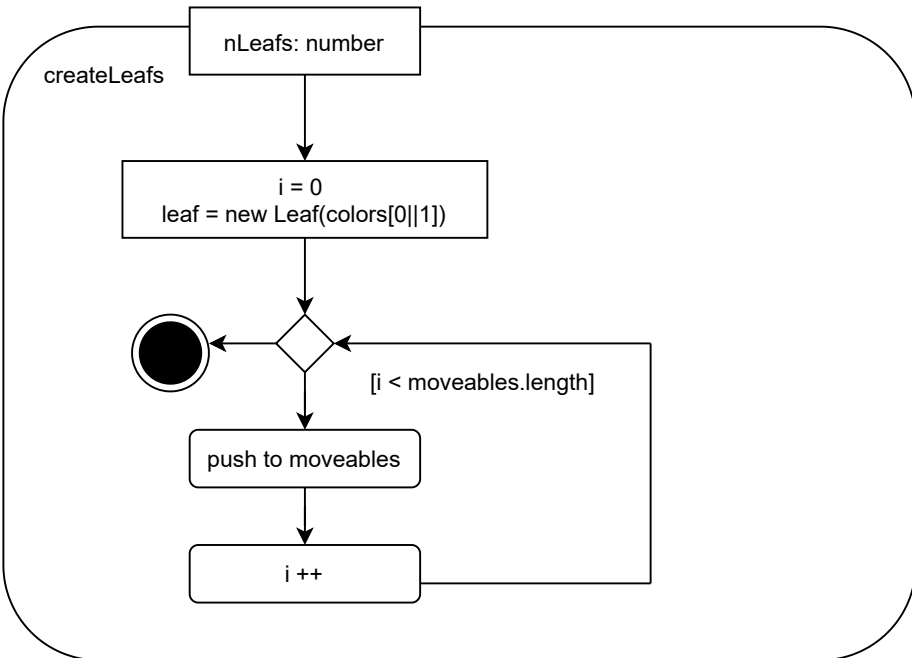 nLeafs: number
createLeafs
i = 0
leaf = new Leaf(colors[0||1])
[i < moveables.length]
push to moveables
i ++